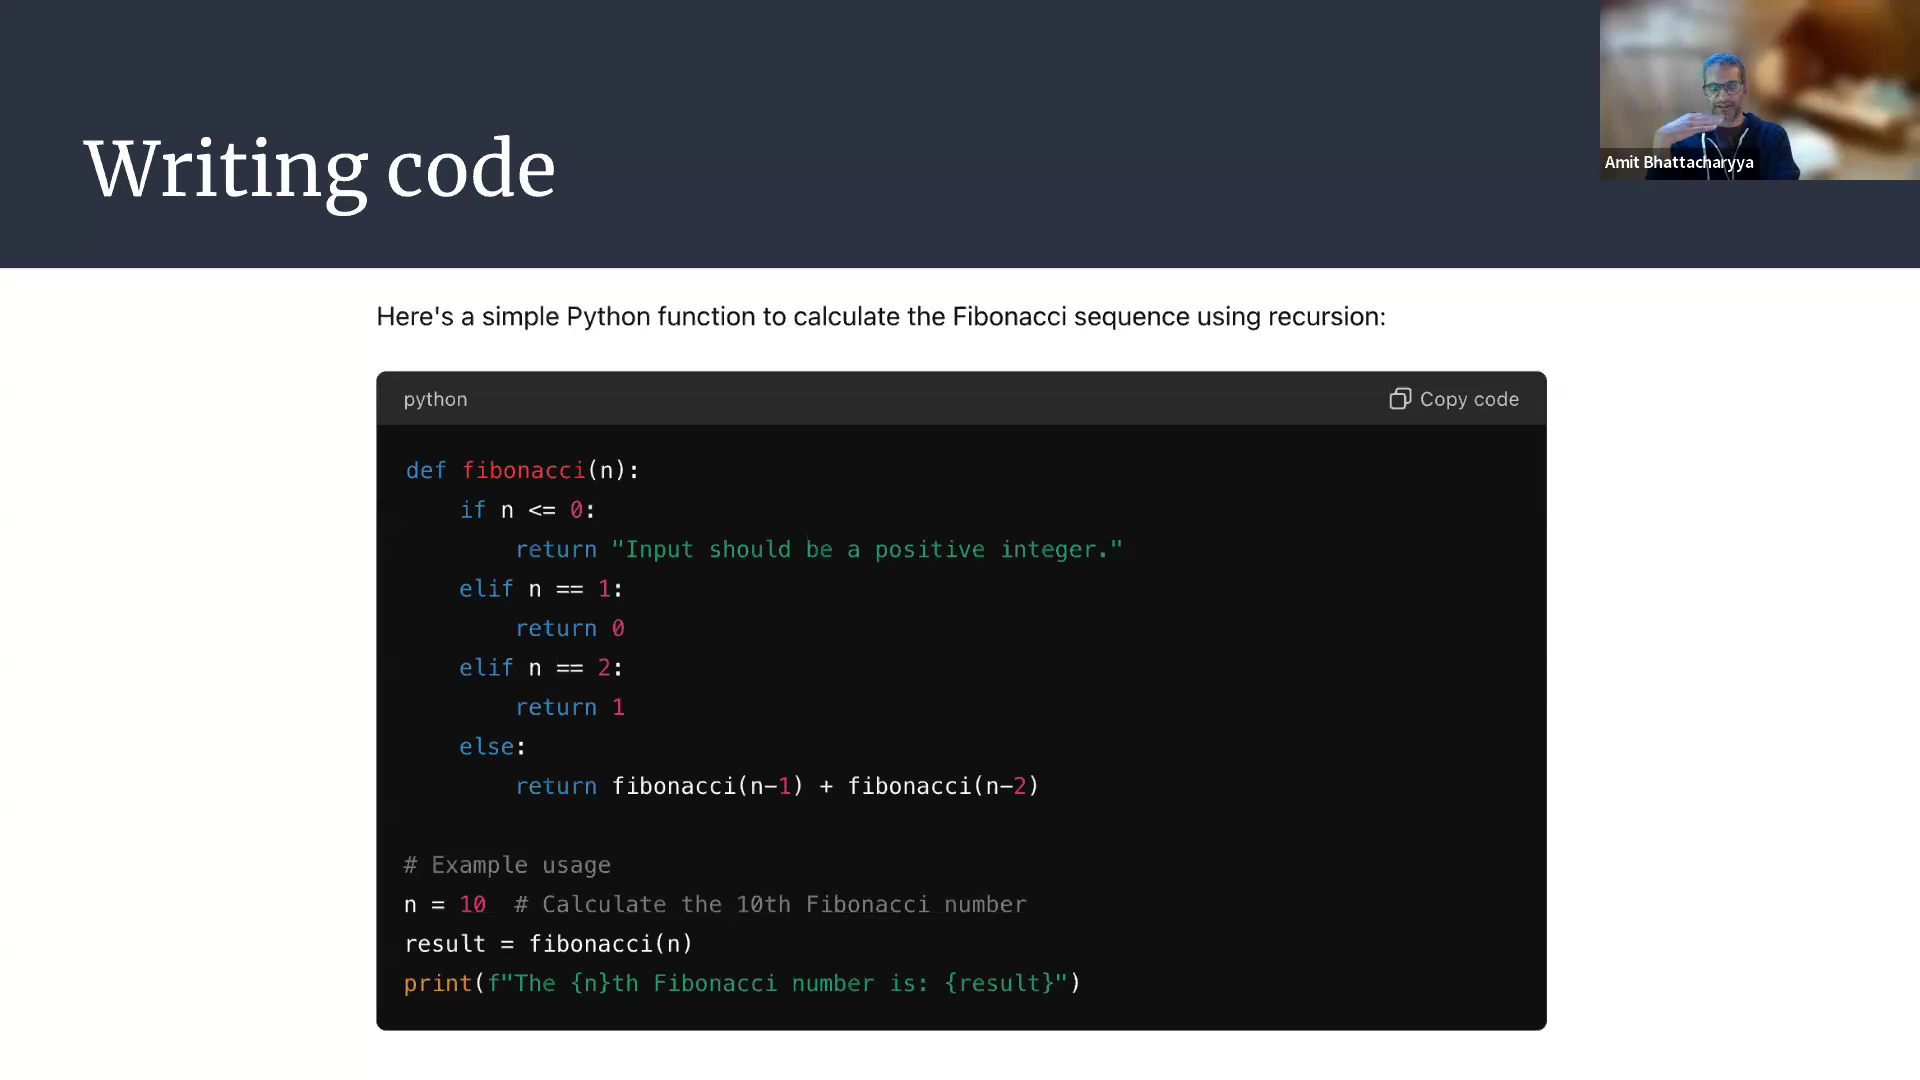 Writing code
Amit Bhattacharyya
Here's a simple Python function to calculate the Fibonacci sequence using recursion:
python
Copy code
def fibonacci(n):
    if n <= 0:
        return "Input should be a positive integer."
    elif n == 1:
        return 0
    elif n == 2:
        return 1
    else:
        return fibonacci(n-1) + fibonacci(n-2)
# Example usage
n = 10  # Calculate the 10th Fibonacci number
result = fibonacci(n)
print(f"The {n}th Fibonacci number is: {result}")